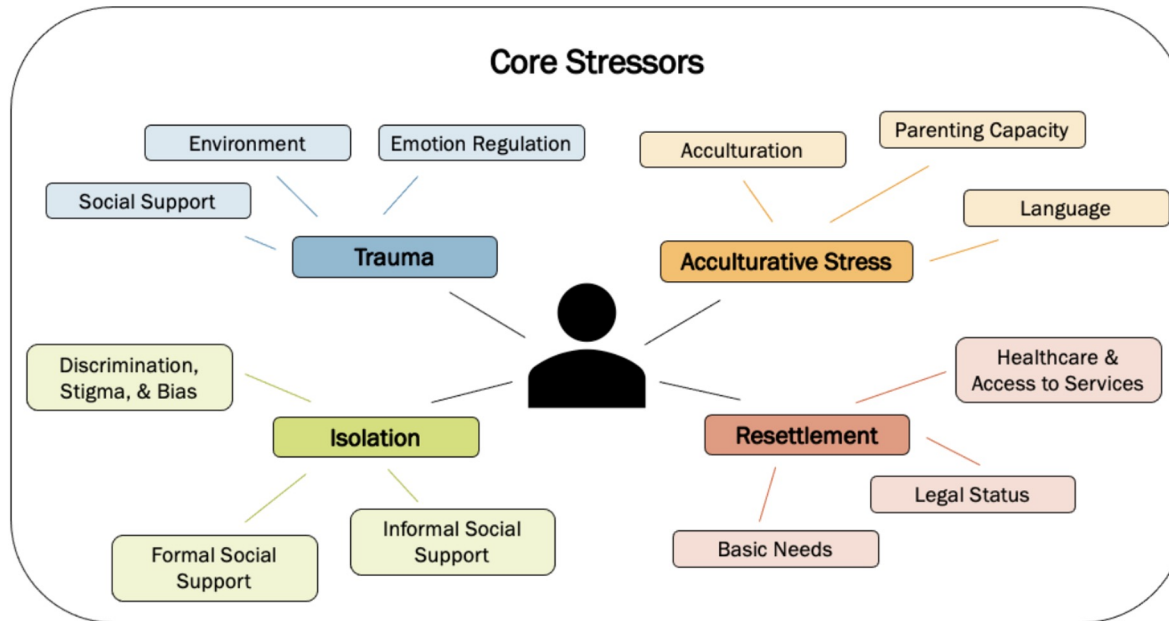 Core Stressors
Environment
Emotion Regulation
Social Support
Trauma
Acculturation
Parenting Capacity
Language
Acculturative Stress
Discrimination,
Stigma, & Bias
Isolation
Formal Social
Support
Informal Social
Support
Healthcare &
Access to Services
Resettlement
Legal Status
Basic Needs